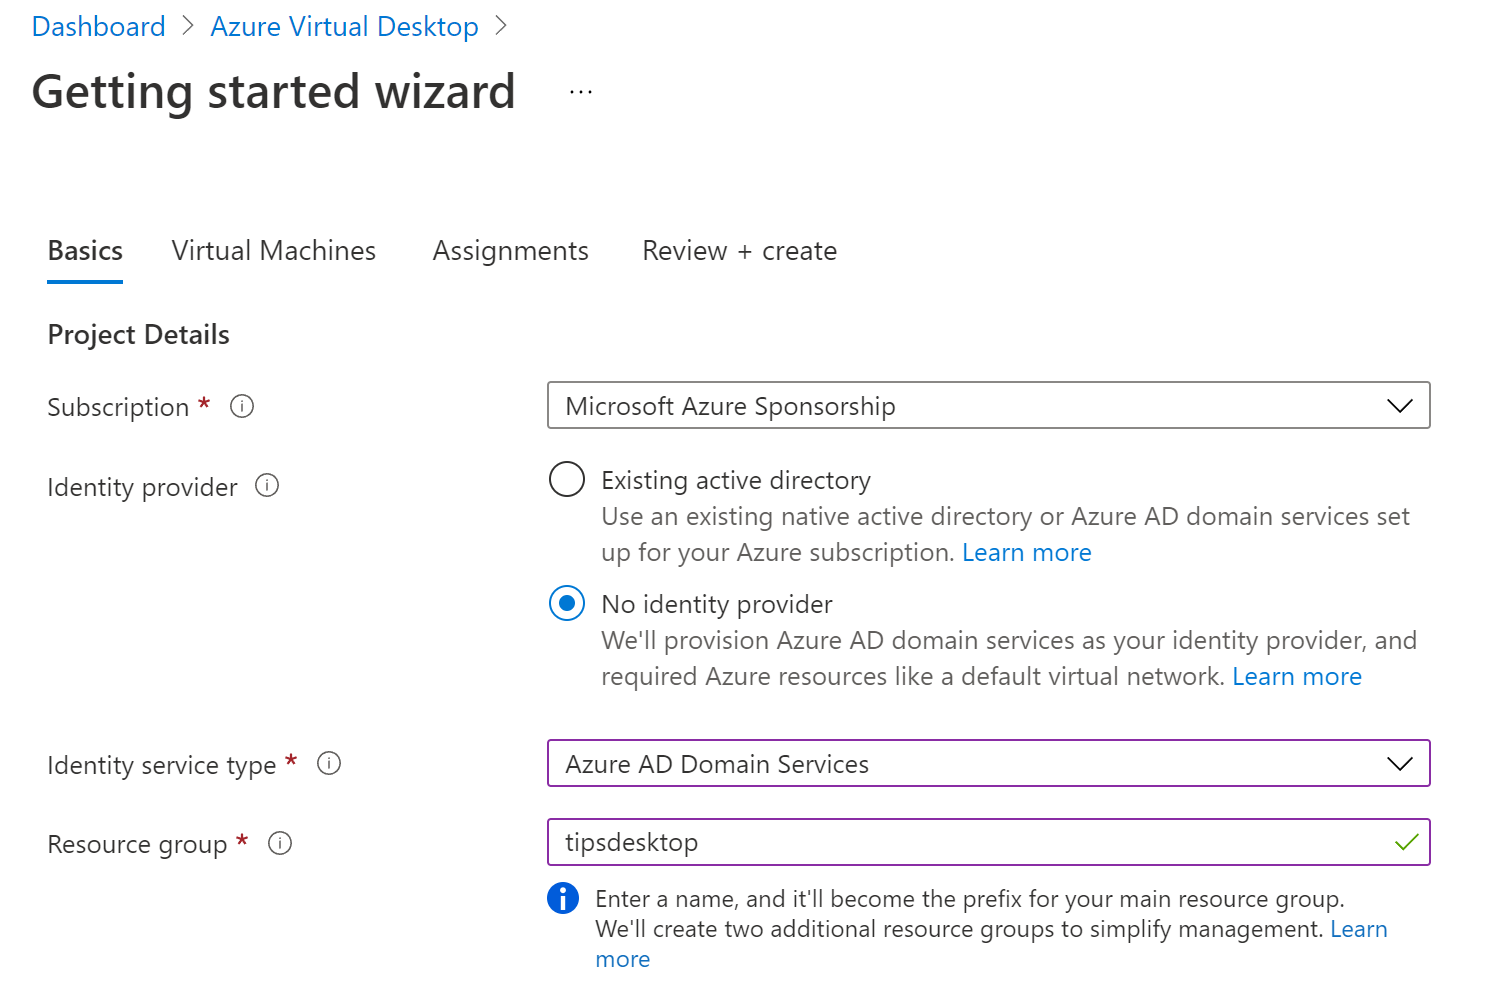 Dashboard > Azure Virtual Desktop >
Getting started wizard ...
Basics Virtual Machines Assignments Review + create
Project Details
Subscription * Microsoft Azure Sponsorship
Identity provider
Existing active directory
Use an existing native active directory or Azure AD domain services set
up for your Azure subscription. Learn more
No identity provider
We'll provision Azure AD domain services as your identity provider, and
required Azure resources like a default virtual network. Learn more
Identity service type * Azure AD Domain Services
Resource group * tipsdesktop
Enter a name, and it'll become the prefix for your main resource group.
We'll create two additional resource groups to simplify management. Learn
more